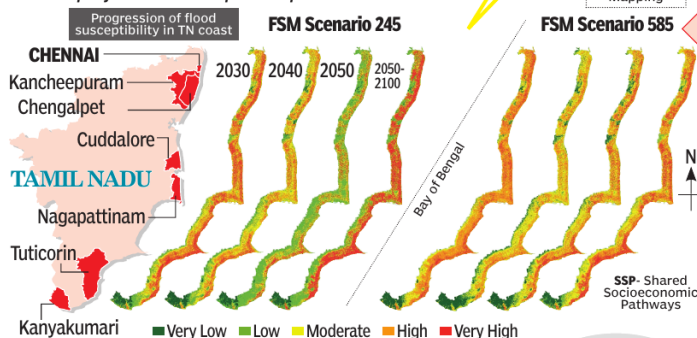 Mapping
Progression of flood
susceptibility in TN coast
FSM Scenario 245
FSM Scenario 585
CHENNAI
Kancheepuram
Chengalpet
Cuddalore
TAMIL NADU
Nagapattinam
Tuticorin
Kanyakumari
2030
2040
2050
2050-
2100
Bay of Bengal
N
SSP- Shared
Socioeconomic
Pathways
Very Low
Low
Moderate
High
Very High